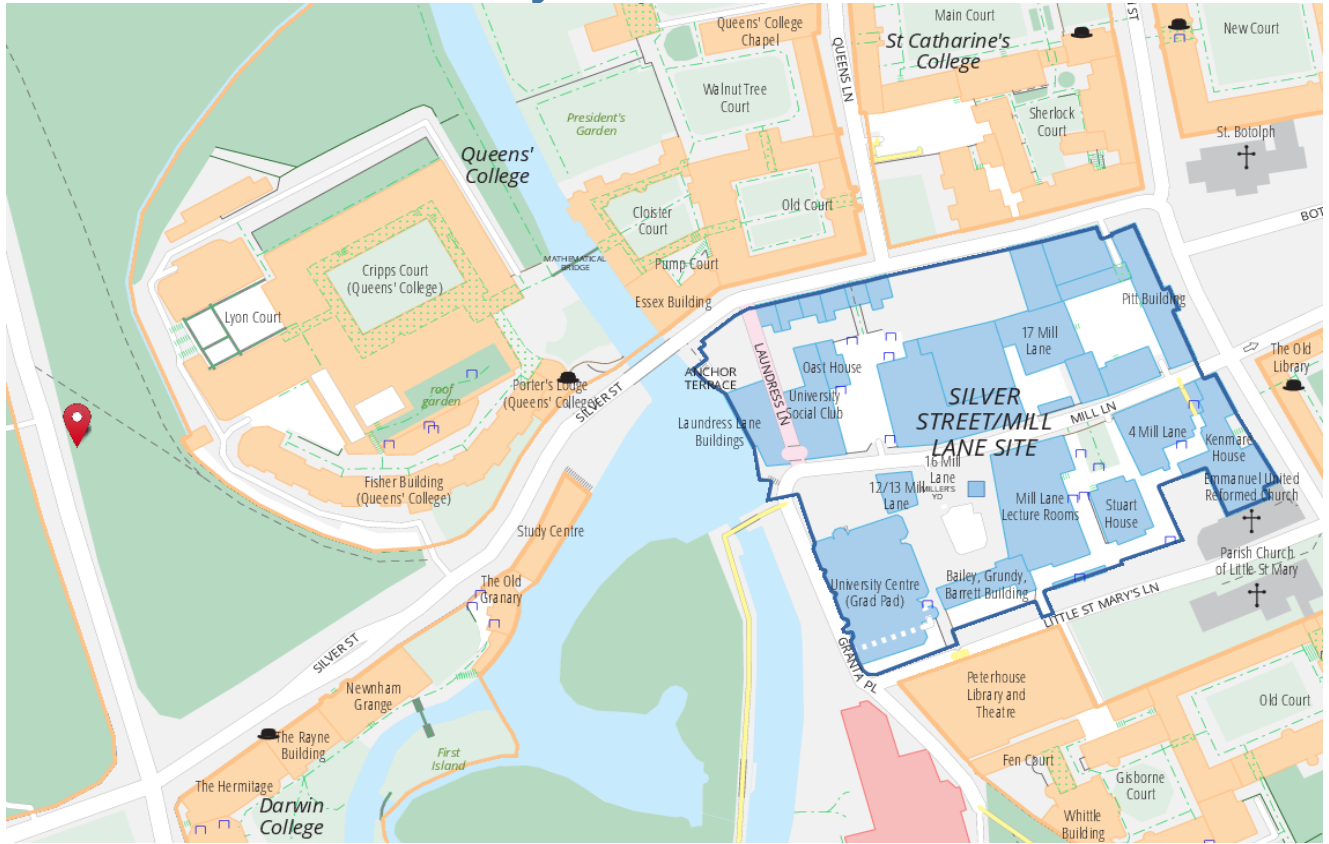 Queens' College
Chapel
QUEENS LN
Main Court
St Catharine's
College
New Court
Walnut Tree
Court
President's
Garden
Sherlock
Court
St. Botolph
Queens'
College
Cloister
Court
Old Court
MATHEMATICAL
BRIDGE
Pump Court
Essex Building
Cripps Court
(Queens' College)
Lyon Court
Pitt Building
17 Mill
Lane
The Old
Library
LAUNDRESS LN
Oast House
ANCHOR
TERRACE
Porter's Lodge
(Queens' College)
roof
garden
SILVER ST
University
Social Club
Laundress Lane
Buildings
SILVER
STREET/MILL
LANE SITE
MILL LN
4 Mill Lane
Kenmare
House
Emmanuel United
Reformed Church
16 Mill
Lane
MILLER'S
YD
12/13 Mill
Lane
Mill Lane
Lecture Rooms
Stuart
House
Fisher Building
(Queens' College)
Study Centre
Parish Church
of Little St Mary
The Old
Granary
University Centre
(Grad Pad)
Bailey, Grundy,
Barrett Building
LITTLE ST MARY'S LN
SILVER ST
GRANTA PL
Newnham
Grange
Peterhouse
Library and
Theatre
Old Court
The Rayne
Building
First
Island
Fen Court
Gisborne
Court
The Hermitage
Darwin
College
Whittle
Building